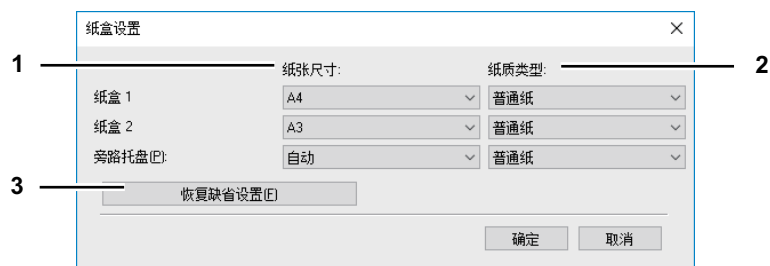 纸盒设置
1 纸张尺寸: 纸质类型: 2
纸盒 1 A4 普通纸
纸盒 2 A3 普通纸
旁路托盘(P): 自动 普通纸
3 恢复缺省设置(F)
确定 取消